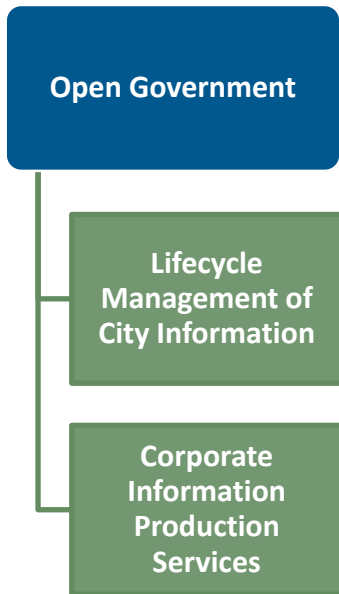 Open Government
Lifecycle
Management of
City Information
Corporate
Information
Production
Services